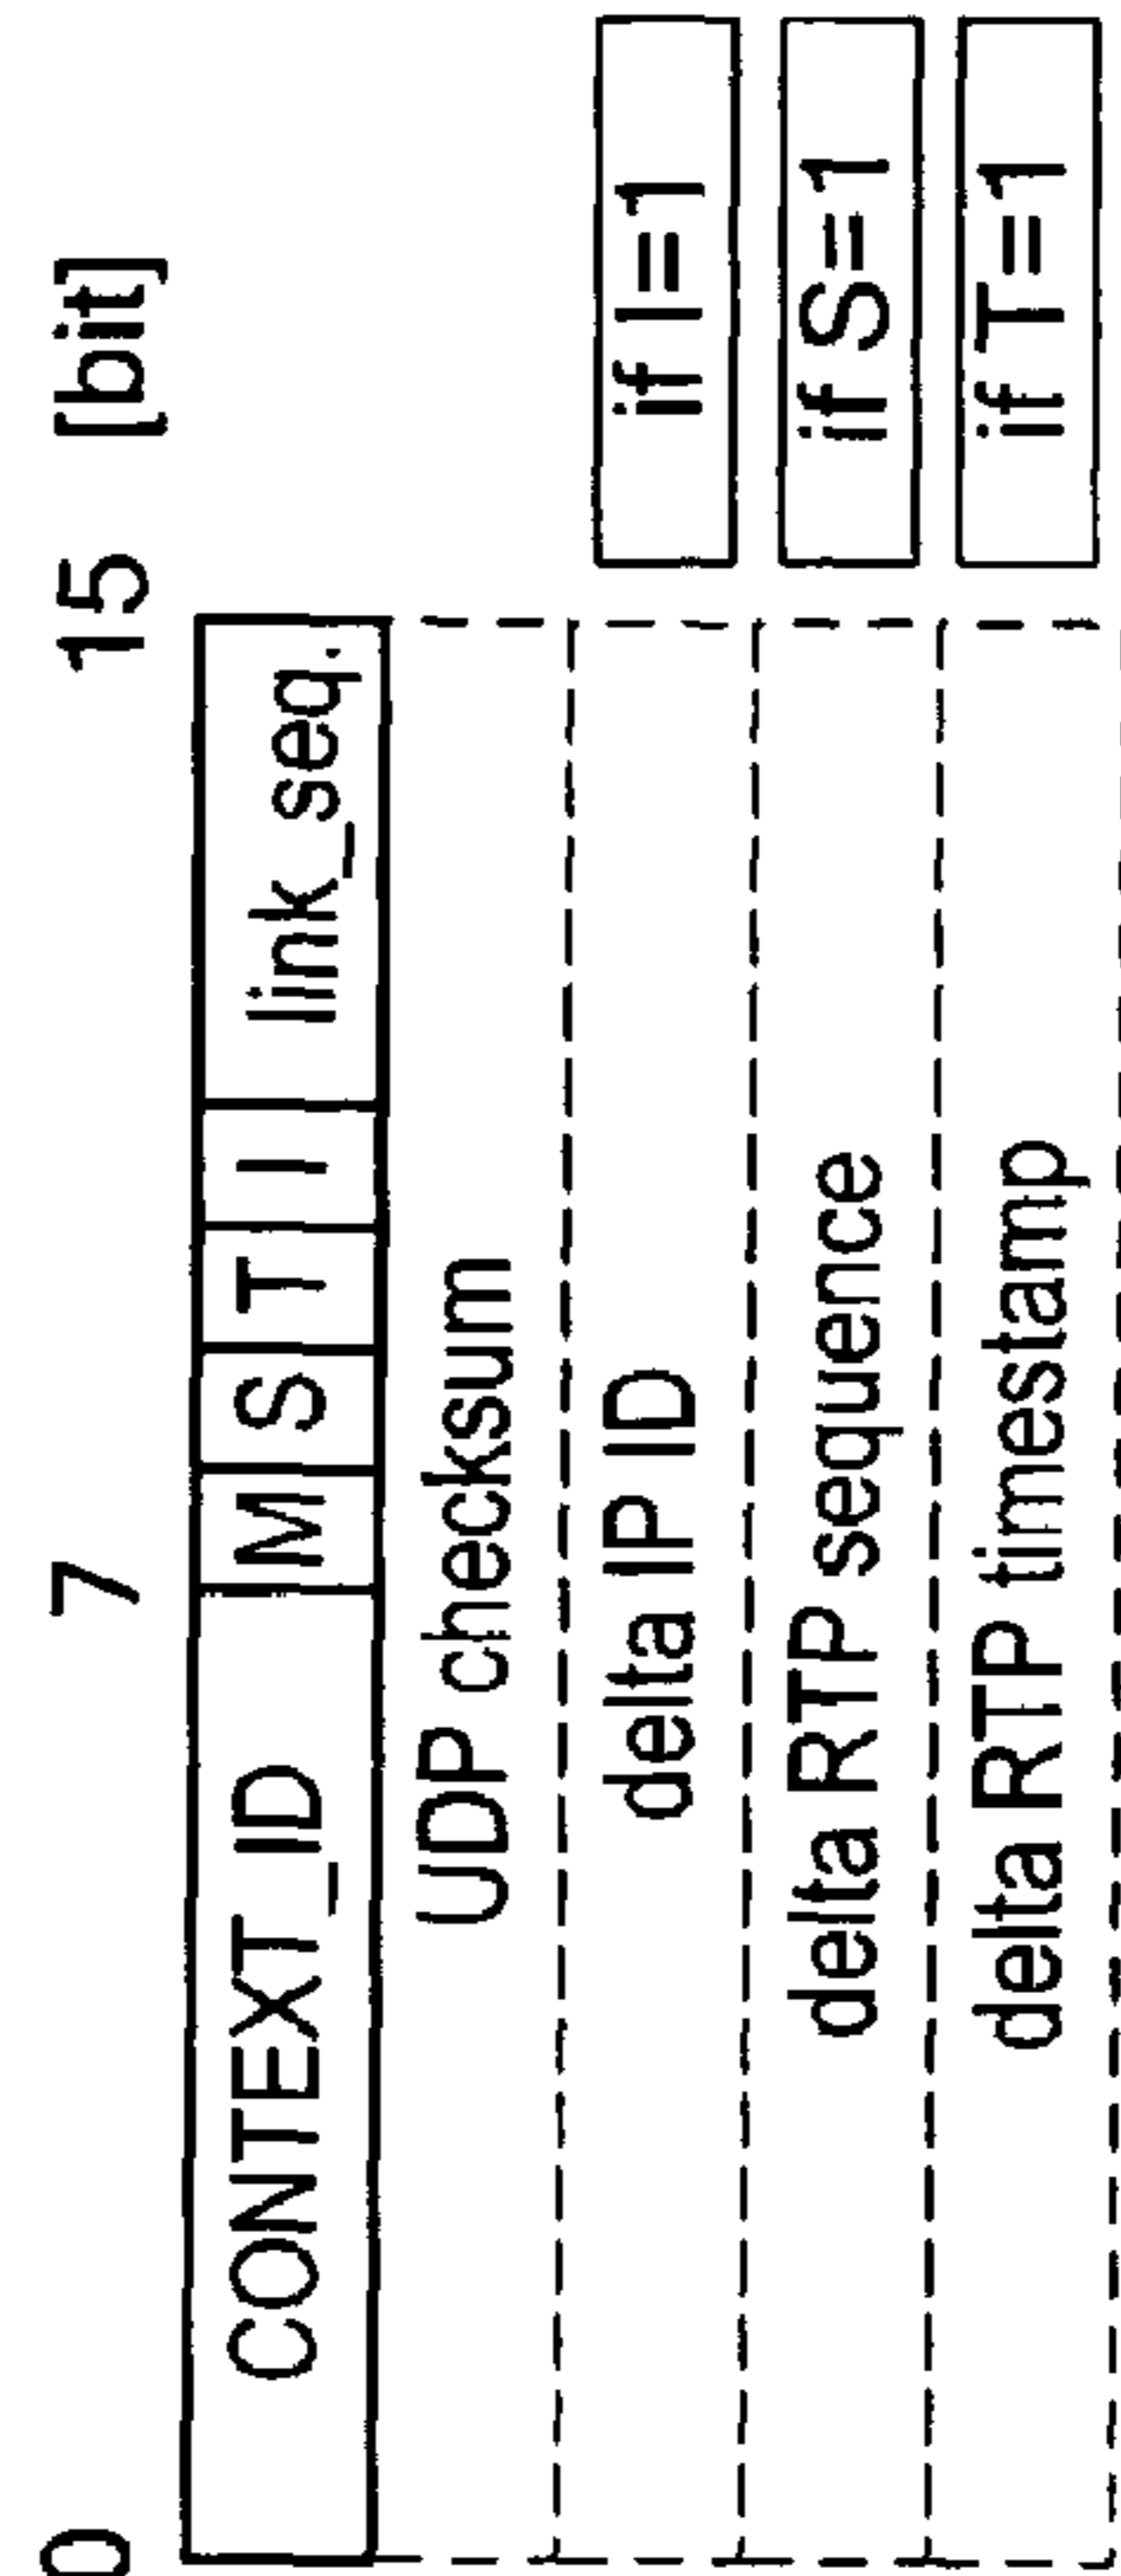 0 7 15 [bit]
CONTEXT_ID M S T I link_seq.
UDP checksum
delta IP ID if I=1
delta RTP sequence if S=1
delta RTP timestamp if T=1